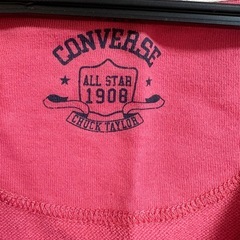 CONVERSE
ALL STAR
1908
CHUCK TAYLOR